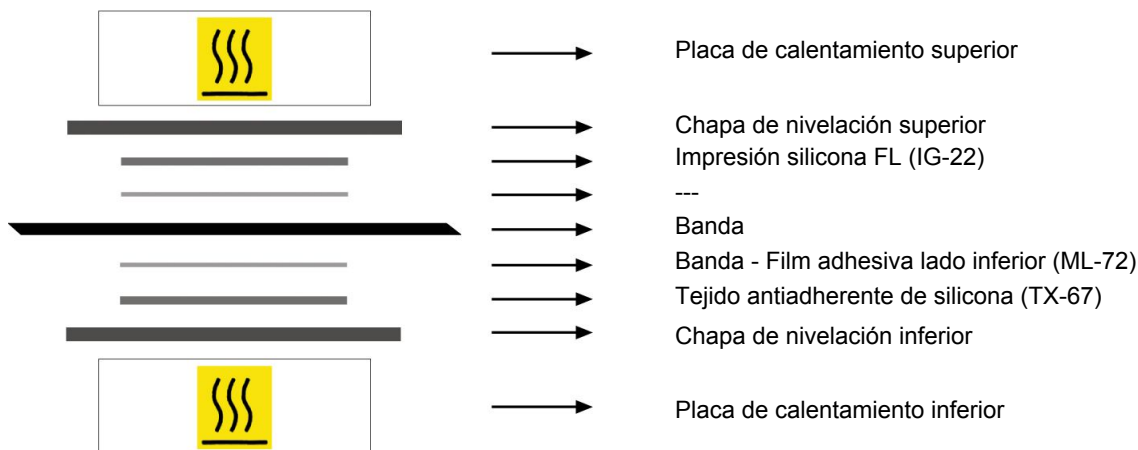 Placa de calentamiento superior
Chapa de nivelación superior
Impresión silicona FL (IG-22)
---
Banda
Banda - Film adhesiva lado inferior (ML-72)
Tejido antiadherente de silicona (TX-67)
Chapa de nivelación inferior
Placa de calentamiento inferior